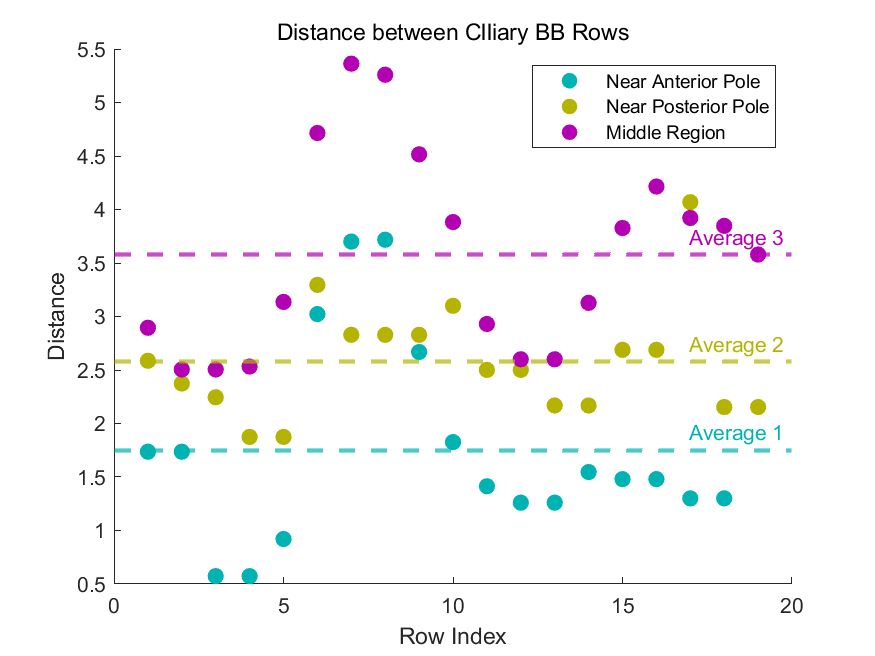 Distance between CIliary BB Rows
5.5
5
4.5
4
3.5
3
2.5
2
1.5
1
0.5
Distance
Near Anterior Pole
Near Posterior Pole
Middle Region
Average 3
Average 2
Average 1
0
5
10
15
20
Row Index